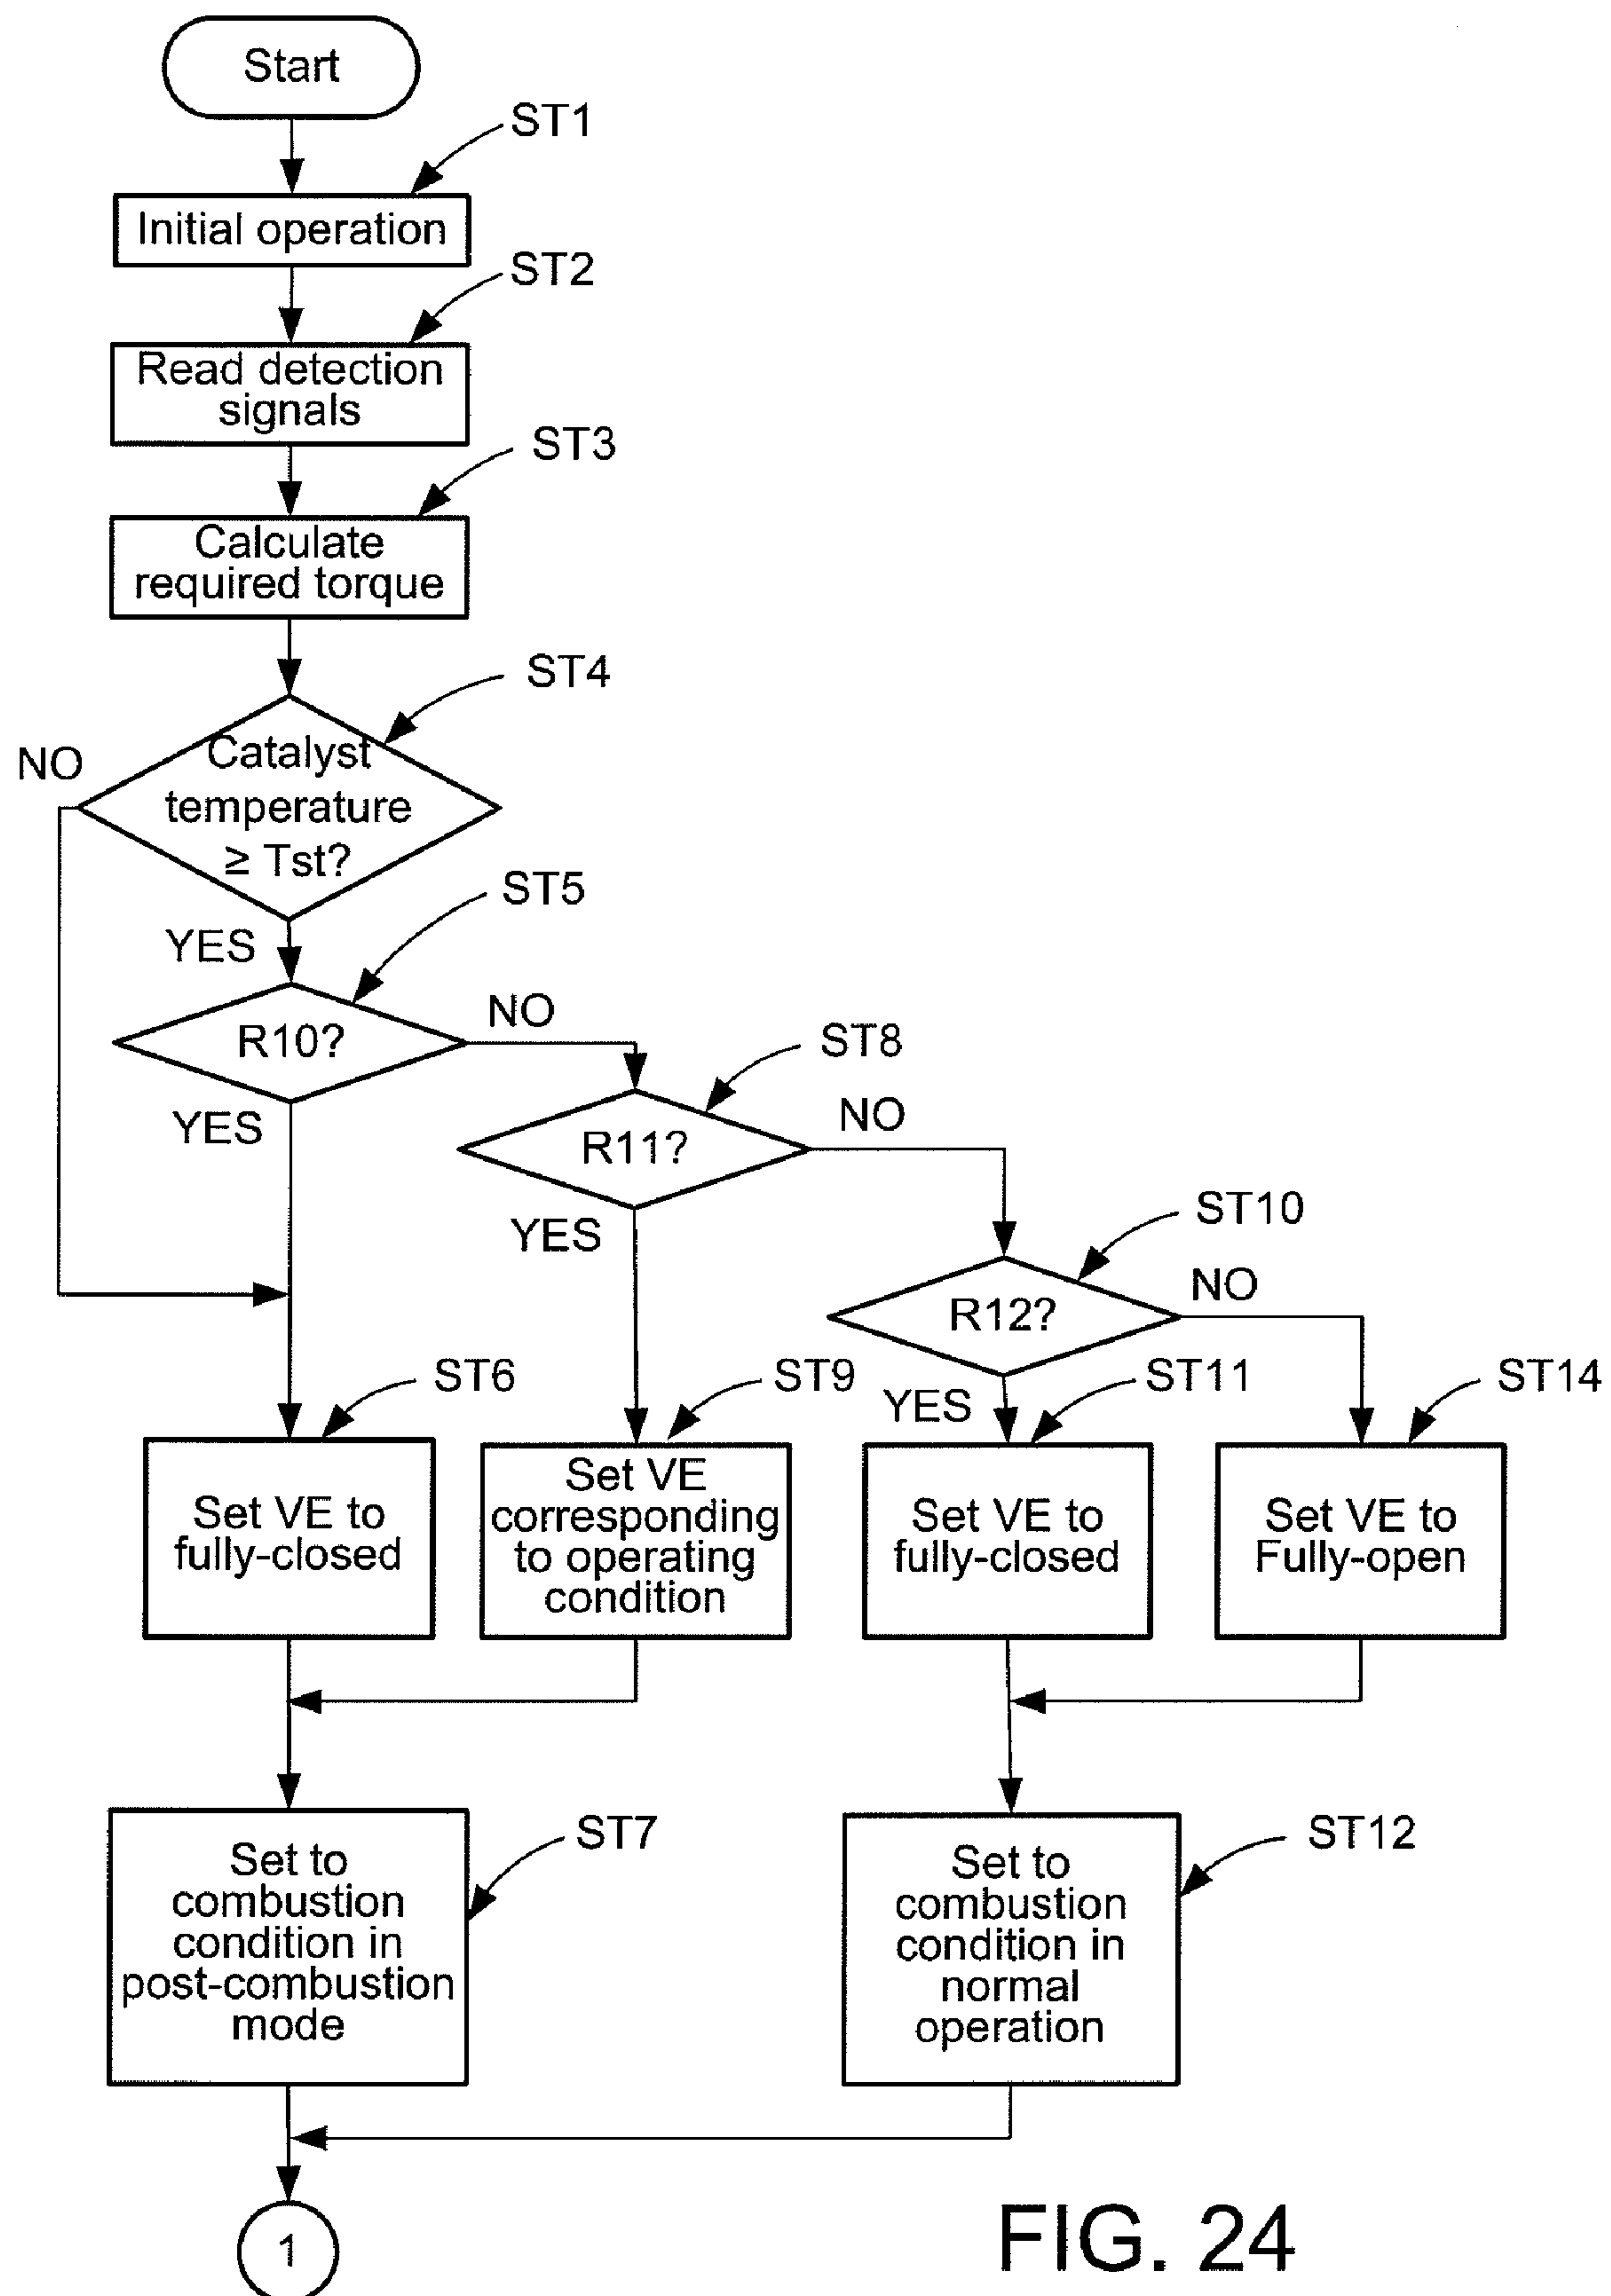 Start
ST1
Initial operation
ST2
Read detection
signals
ST3
Calculate
required torque
ST4
NO
Catalyst
temperature
≥ Tst?
ST5
YES
R10?
NO
ST8
YES
R11?
NO
ST10
YES
R12?
NO
ST6
ST9
YES
ST11
ST14
Set VE to
fully-closed
Set VE
corresponding
to operating
condition
Set VE to
fully-closed
Set VE to
Fully-open
ST7
Set to
combustion
condition in
post-combustion
mode
ST12
Set to
combustion
condition in
normal
operation
1
FIG. 24